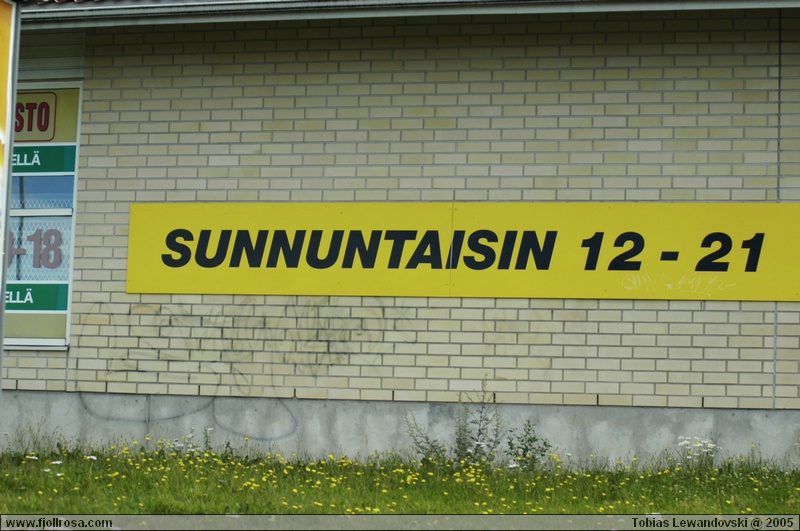 STO
ELLÄ
-18
ELLÄ
SUNNUNTAISIN 12 - 21
www.fjollrosa.com
Tobias Lewandovski @ 2005